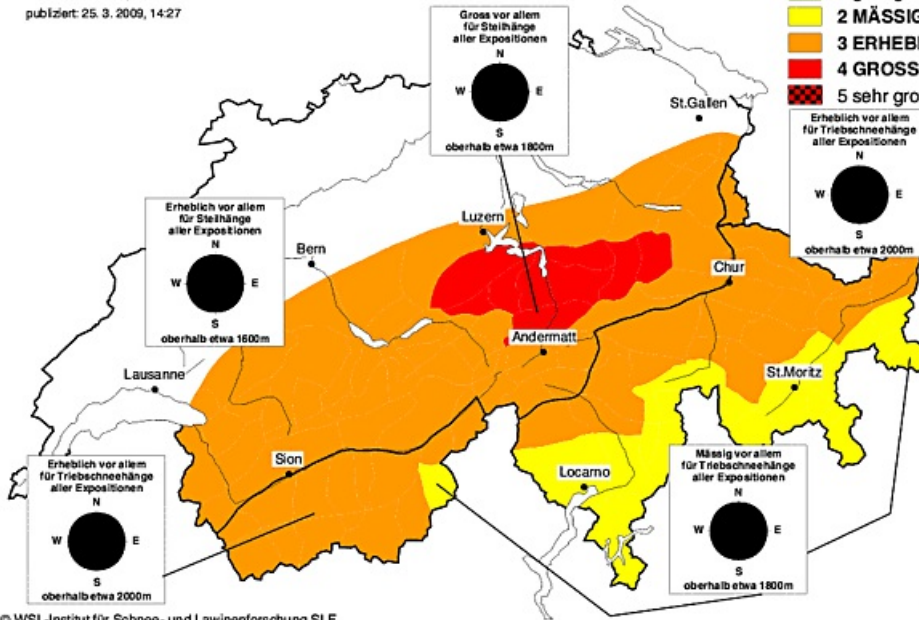 publiziert: 25. 3. 2009, 14:27
Gross vor allem
für Steilhänge
aller Expositionen
N
W E
S
oberhalb etwa 1800m
2 MÄSSIG
3 ERHEB
4 GROSS
5 sehr gro
Erheblich vor allem
für Triebschneehänge
aller Expositionen
N
W E
S
oberhalb etwa 2000m
St.Gallen
Erheblich vor allem
für Steilhänge
aller Expositionen
N
W E
S
oberhalb etwa 1600m
Luzern
Bern
Chur
Andermatt
Lausanne
St.Moritz
Sion
Locarno
Erheblich vor allem
für Triebschneehänge
aller Expositionen
N
W E
S
oberhalb etwa 2000m
Mässig vor allem
für Triebschneehänge
aller Expositionen
N
W E
S
oberhalb etwa 1800m
© WSL-Institut für Schnee- und Lawinenforschung SLF